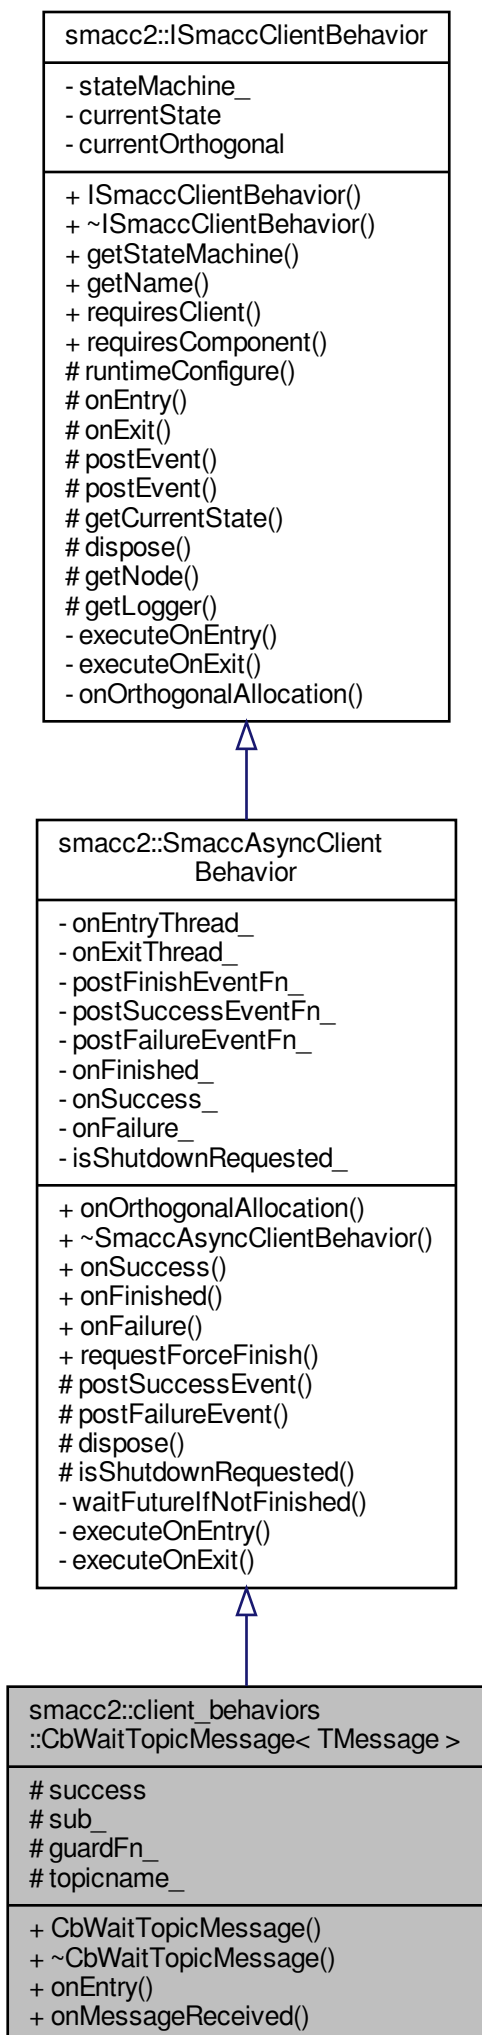 smacc2::ISmaccClientBehavior
- stateMachine_
- currentState
- currentOrthogonal
+ ISmaccClientBehavior()
+ ~ISmaccClientBehavior()
+ getStateMachine()
+ getName()
+ requiresClient()
+ requiresComponent()
# runtimeConfigure()
# onEntry()
# onExit()
# postEvent()
# postEvent()
# getCurrentState()
# dispose()
# getNode()
# getLogger()
- executeOnEntry()
- executeOnExit()
- onOrthogonalAllocation()
smacc2::SmaccAsyncClient
Behavior
- onEntryThread_
- onExitThread_
- postFinishEventFn_
- postSuccessEventFn_
- postFailureEventFn_
- onFinished_
- onSuccess_
- onFailure_
- isShutdownRequested_
+ onOrthogonalAllocation()
+ ~SmaccAsyncClientBehavior()
+ onSuccess()
+ onFinished()
+ onFailure()
+ requestForceFinish()
# postSuccessEvent()
# postFailureEvent()
# dispose()
# isShutdownRequested()
- waitFutureIfNotFinished()
- executeOnEntry()
- executeOnExit()
smacc2::client_behaviors
::CbWaitTopicMessage< TMessage >
# success
# sub_
# guardFn_
# topicname_
+ CbWaitTopicMessage()
+ ~CbWaitTopicMessage()
+ onEntry()
+ onMessageReceived()